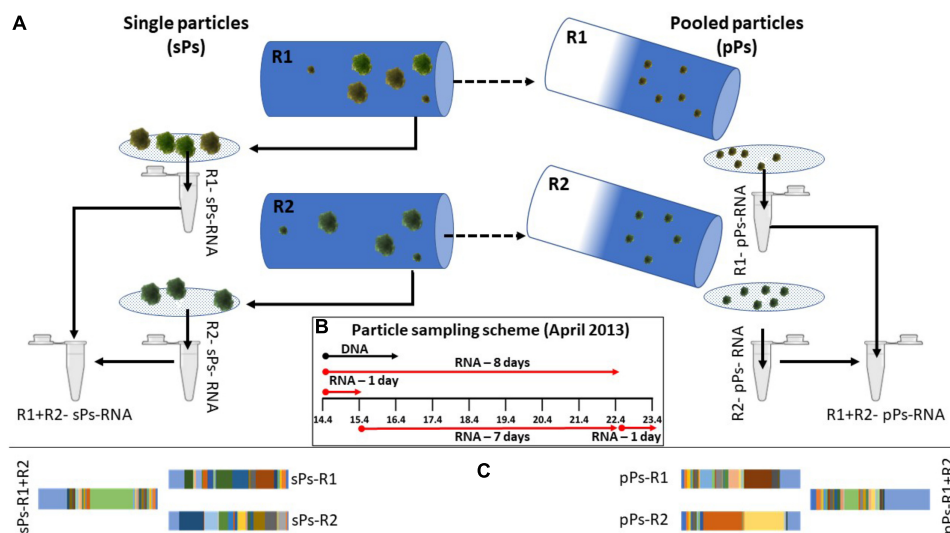 A
Single particles
(sPs)
Pooled particles
(pPs)
R1
R1
R1- sPs-RNA
R1- pPs-RNA
R2
R2
R2- sPs- RNA
R2- pPs- RNA
R1+R2- sPs-RNA
R1+R2- pPs-RNA
B
Particle sampling scheme (April 2013)
DNA
RNA – 8 days
RNA – 1 day
14.4 15.4 16.4 17.4 18.4 19.4 20.4 21.4 22.4 23.4
RNA – 7 days
RNA – 1 day
C
sPs-R1+R2
sPs-R1
sPs-R2
pPs-R1
pPs-R2
pPs-R1+R2